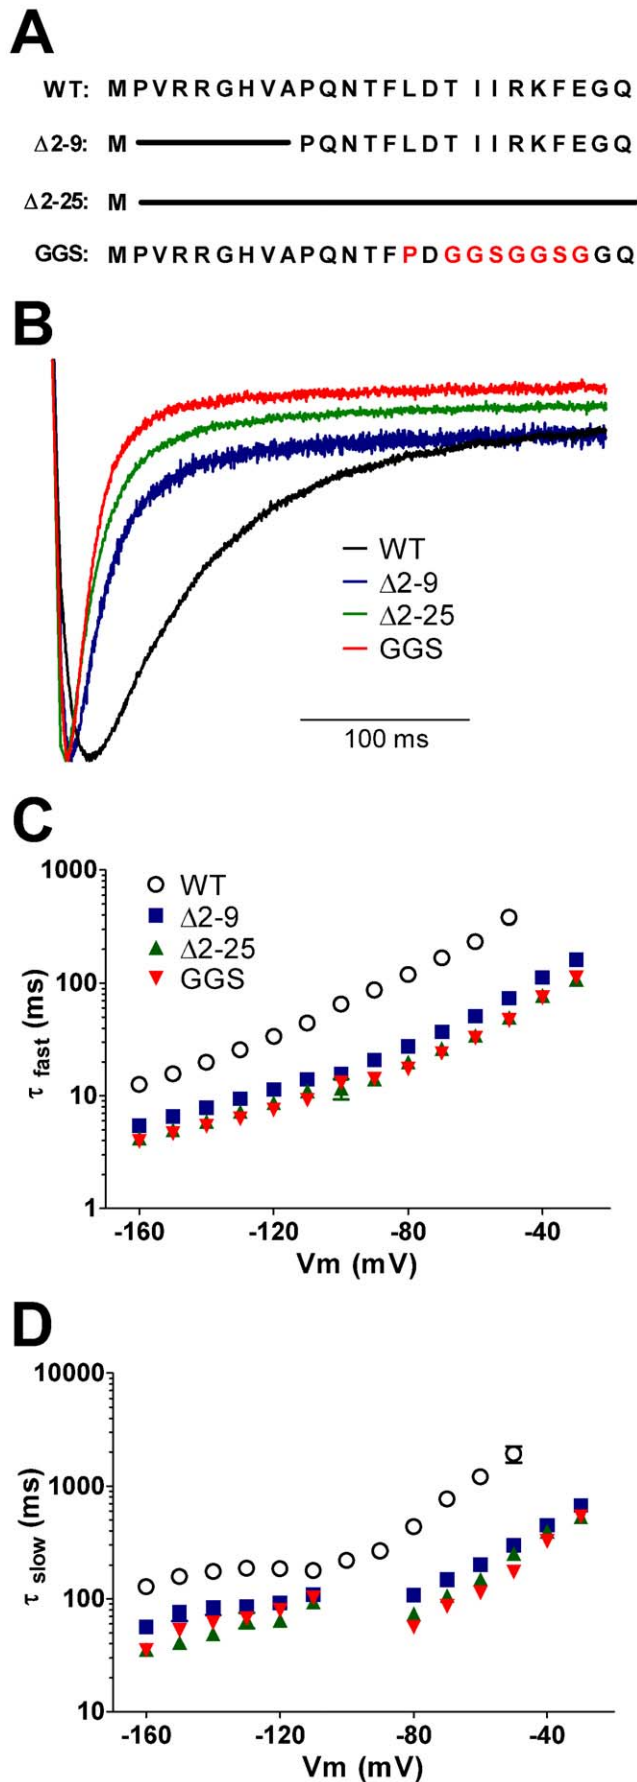 A
WT: MPVRRGHVAPQNTFLDTIIRKFEGQ
Δ2-9: M PQNTFLDTIIRKFEGQ
Δ2-25: M
GGS: MPVRRGHVAPQNTFPDGGSGGSGGQ
B
WT
Δ2-9
Δ2-25
GGS
100 ms
C
1000
100
10
1
τ fast (ms)
WT
Δ2-9
Δ2-25
GGS
-160 -120 -80 -40
Vm (mV)
D
10000
1000
100
10
τ slow (ms)
-160 -120 -80 -40
Vm (mV)